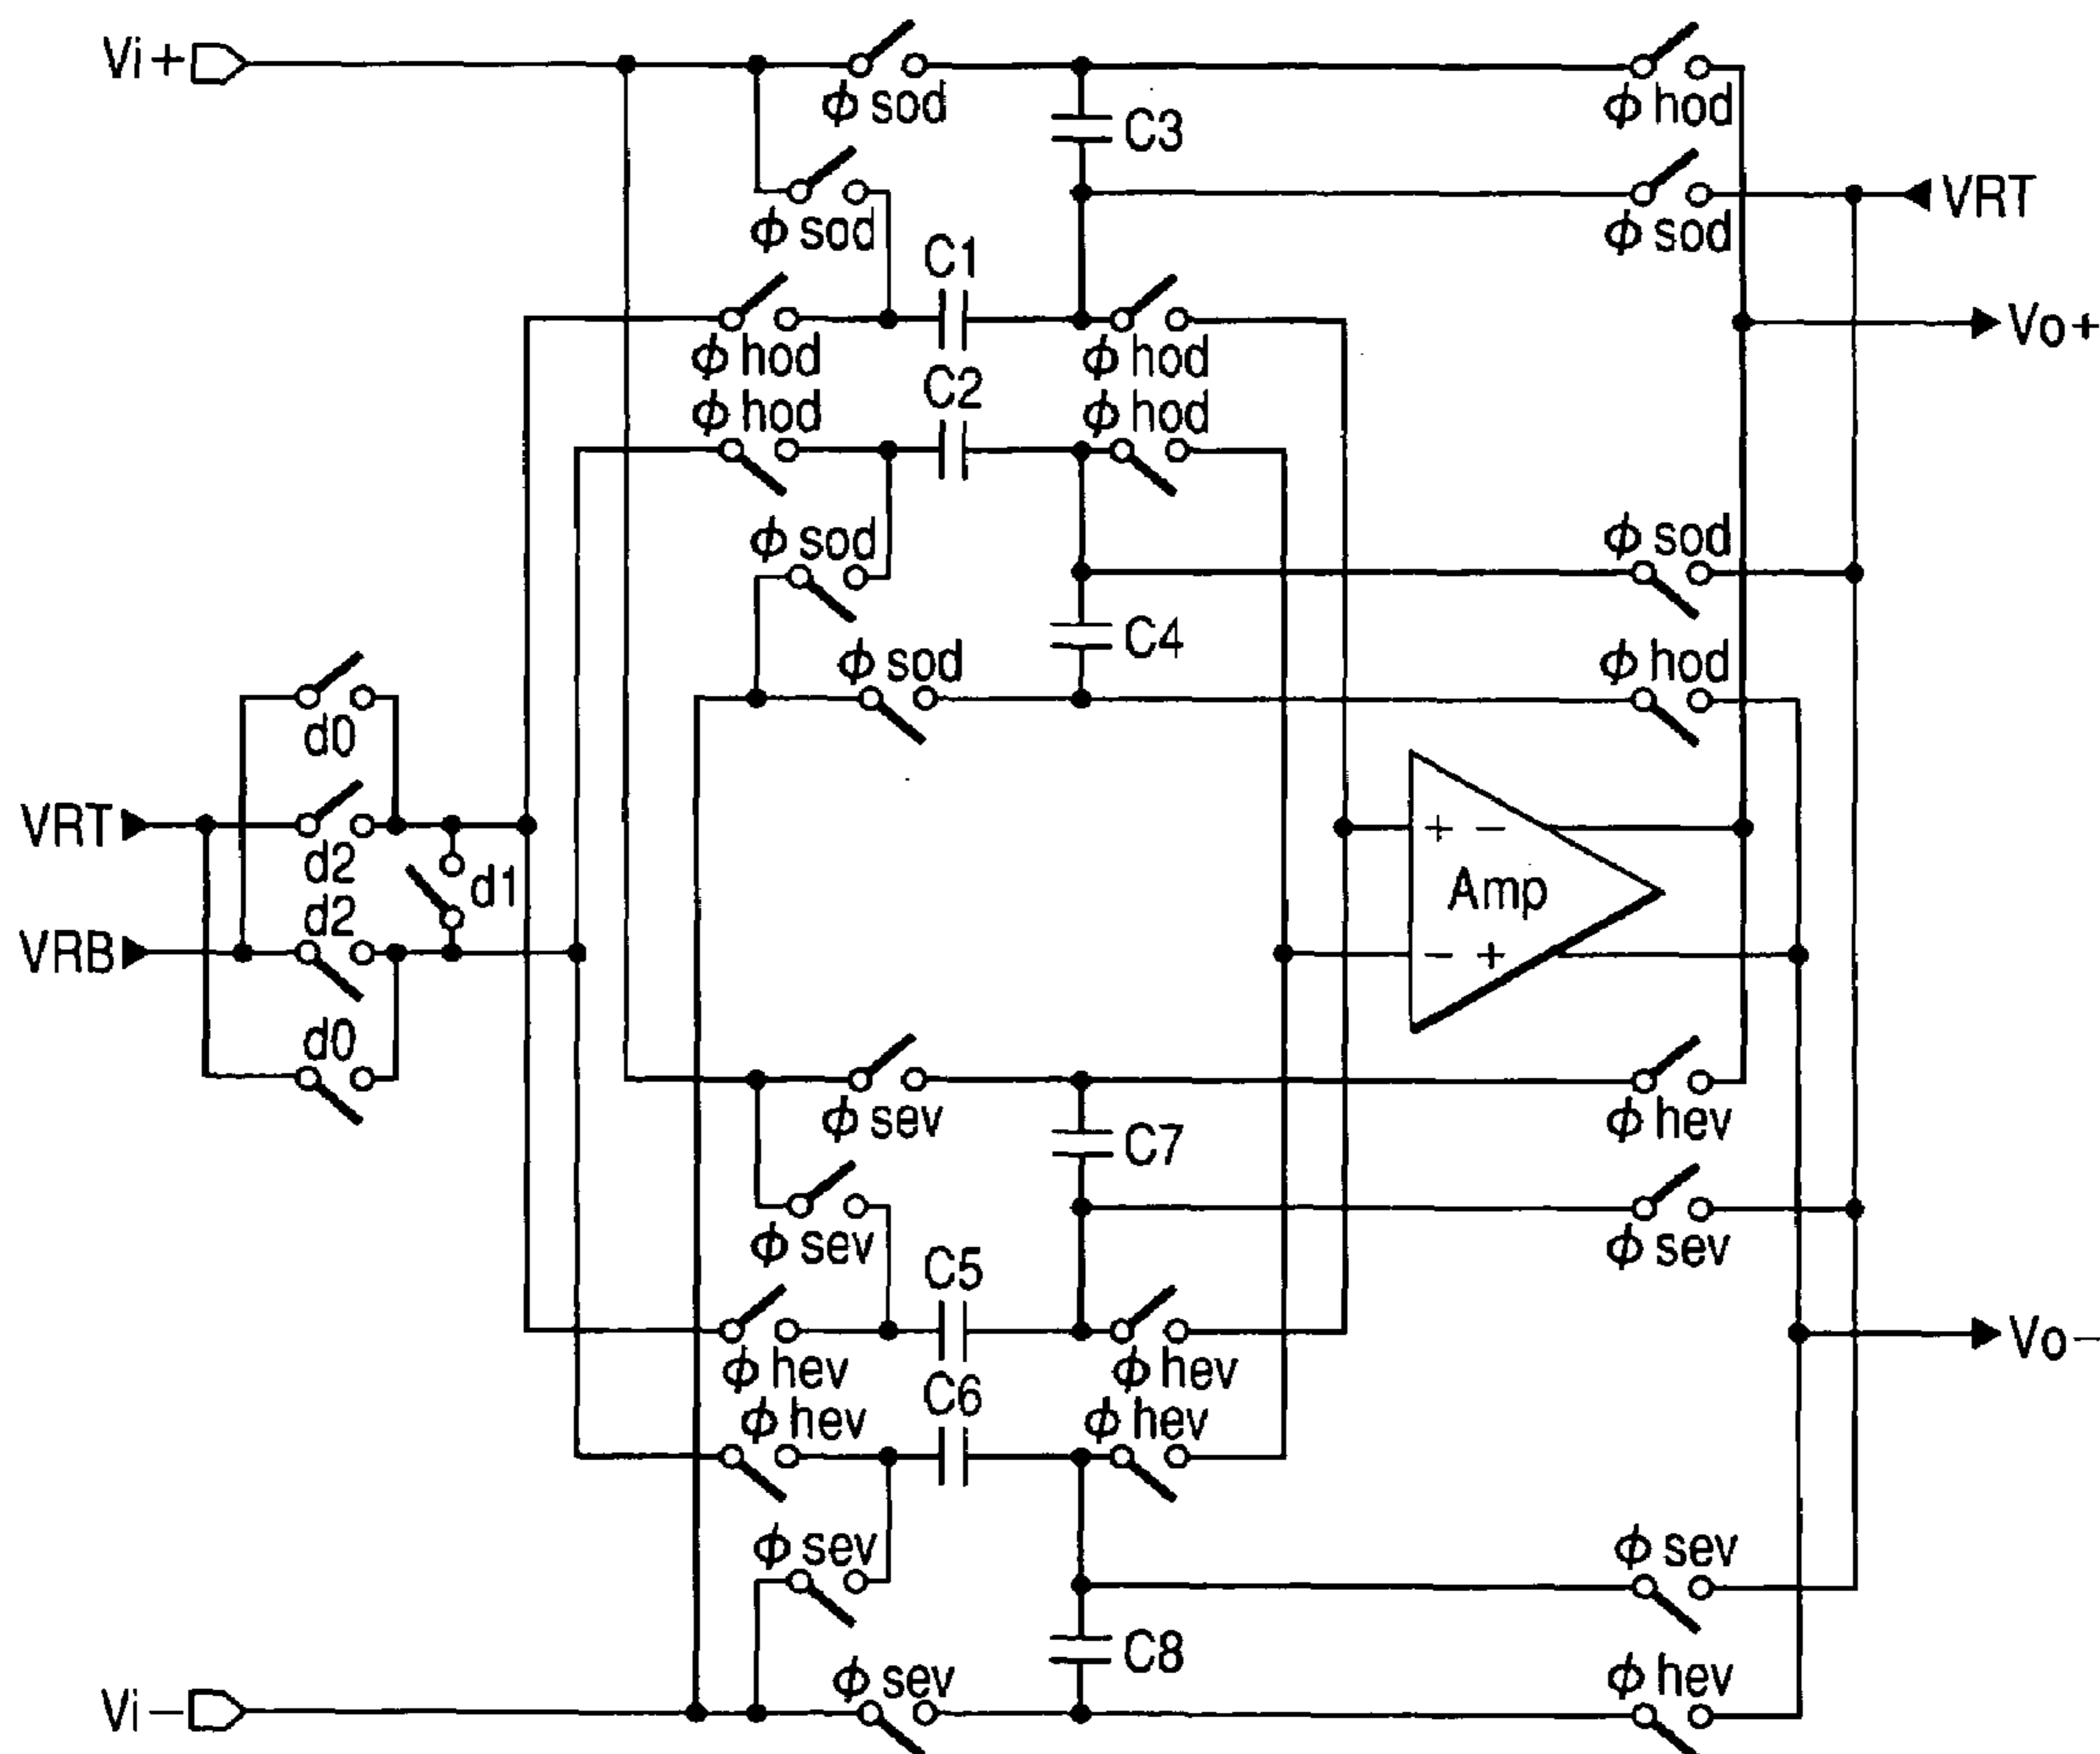 Vi+
ϕ sod
ϕ hod
C3
ϕ sod
ϕ sod
VRT
C1
Vo+
ϕ hod
ϕ hod
C2
ϕ hod
ϕ hod
ϕ sod
ϕ sod
C4
ϕ sod
ϕ hod
d0
VRT
d2
d1
+ −
Amp
d2
VRB
− +
d0
ϕ sev
ϕ hev
C7
ϕ sev
ϕ sev
C5
Vo−
ϕ hev
ϕ hev
C6
ϕ hev
ϕ hev
ϕ sev
ϕ sev
C8
ϕ sev
ϕ hev
Vi−